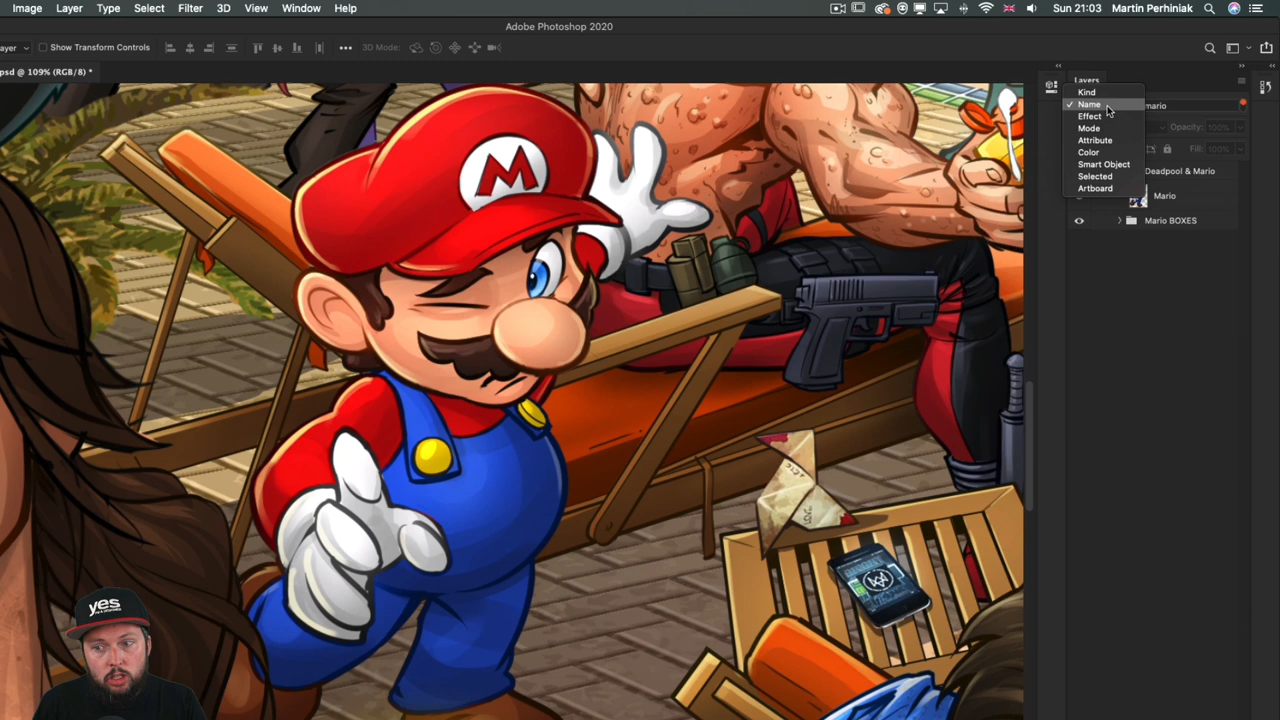 Image Layer Type Select Filter 3D View Window Help Sun 21:03 Martin Perhiniak
Adobe Photoshop 2020
Show Transform Controls 3D Mode:
psd @ 109% (RGB/8) *
Layers
Kind
✓ Name
mario
Effect
Opacity: 100%
Mode
Attribute
Fill: 100%
Color
Smart Object
Deadpool & Mario
Selected
Artboard
Mario
Mario BOXES
M
yes